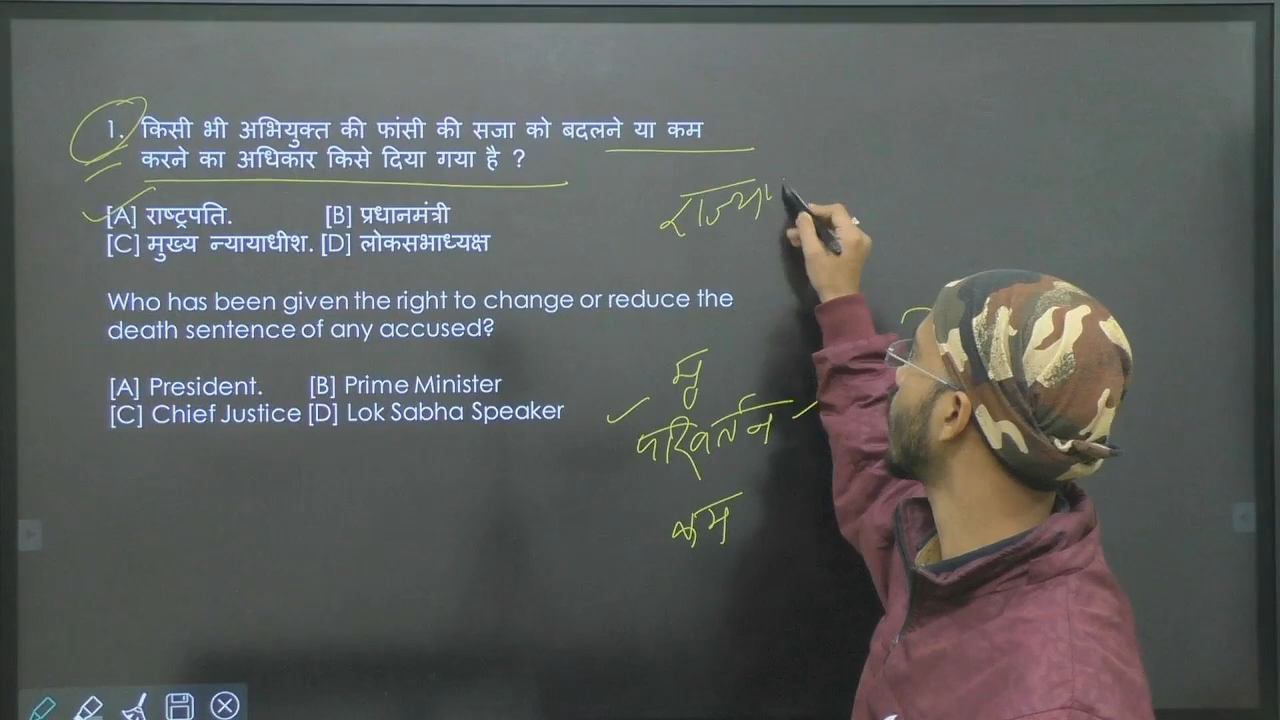 1. किसी भी अभियुक्त की फांसी की सजा को बदलने या कम
करने का अधिकार किसे दिया गया है ?
[A] राष्ट्रपति. [B] प्रधानमंत्री
[C] मुख्य न्यायाधीश. [D] लोकसभाध्यक्ष
Who has been given the right to change or reduce the
death sentence of any accused?
[A] President. [B] Prime Minister
[C] Chief Justice [D] Lok Sabha Speaker
राज्या
मृ
परिवर्तन
कम